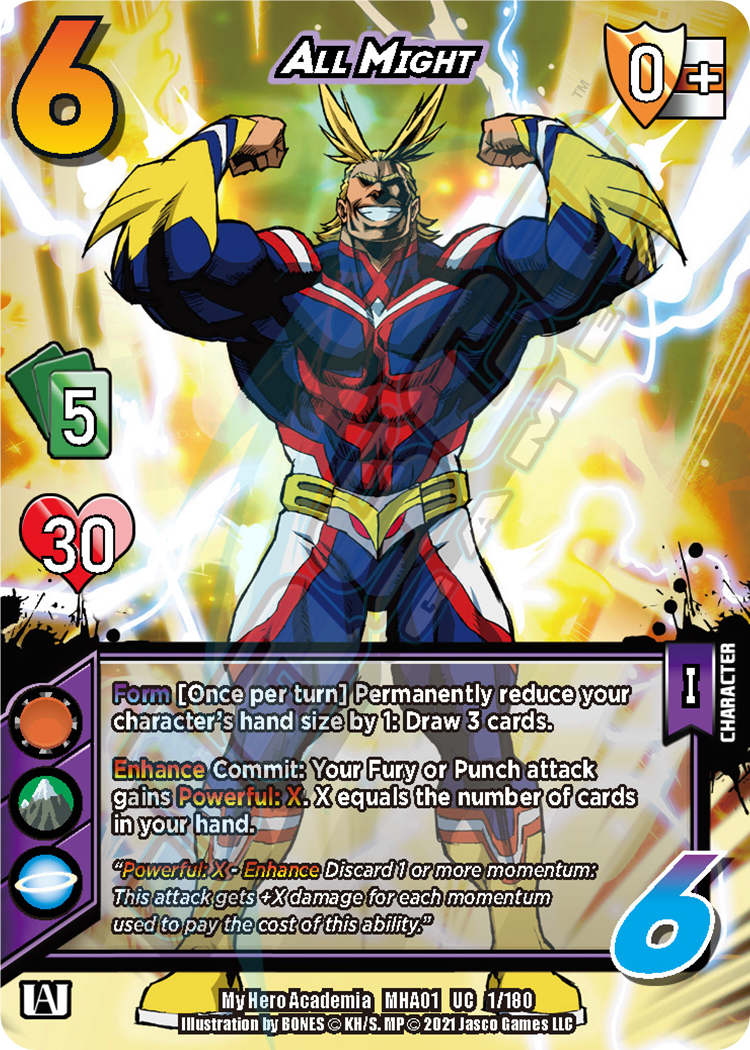 6
ALL MIGHT
0 +
TM
5
30
I
CHARACTER
Form [Once per turn] Permanently reduce your
character's hand size by 1: Draw 3 cards.
Enhance Commit: Your Fury or Punch attack
gains Powerful: X. X equals the number of cards
in your hand.
"Powerful: X - Enhance Discard 1 or more momentum:
This attack gets +X damage for each momentum
used to pay the cost of this ability."
6
UA
My Hero Academia MHA01 UC 1/180
Illustration by BONES © KH/S. MP © 2021 Jasco Games LLC